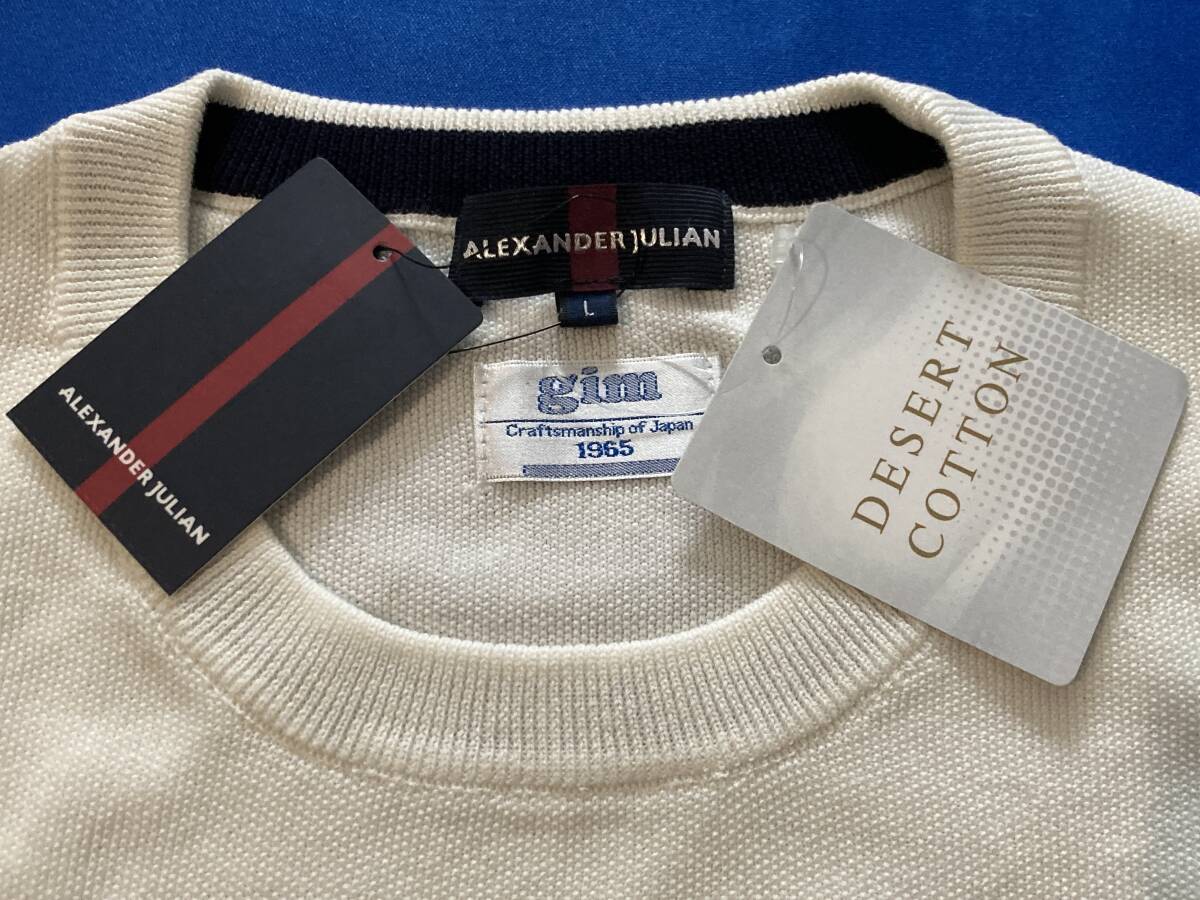 ALEXANDER JULIAN
L
gim
Craftsmanship of Japan
1965
ALEXANDER JULIAN
DESERT
COTTON